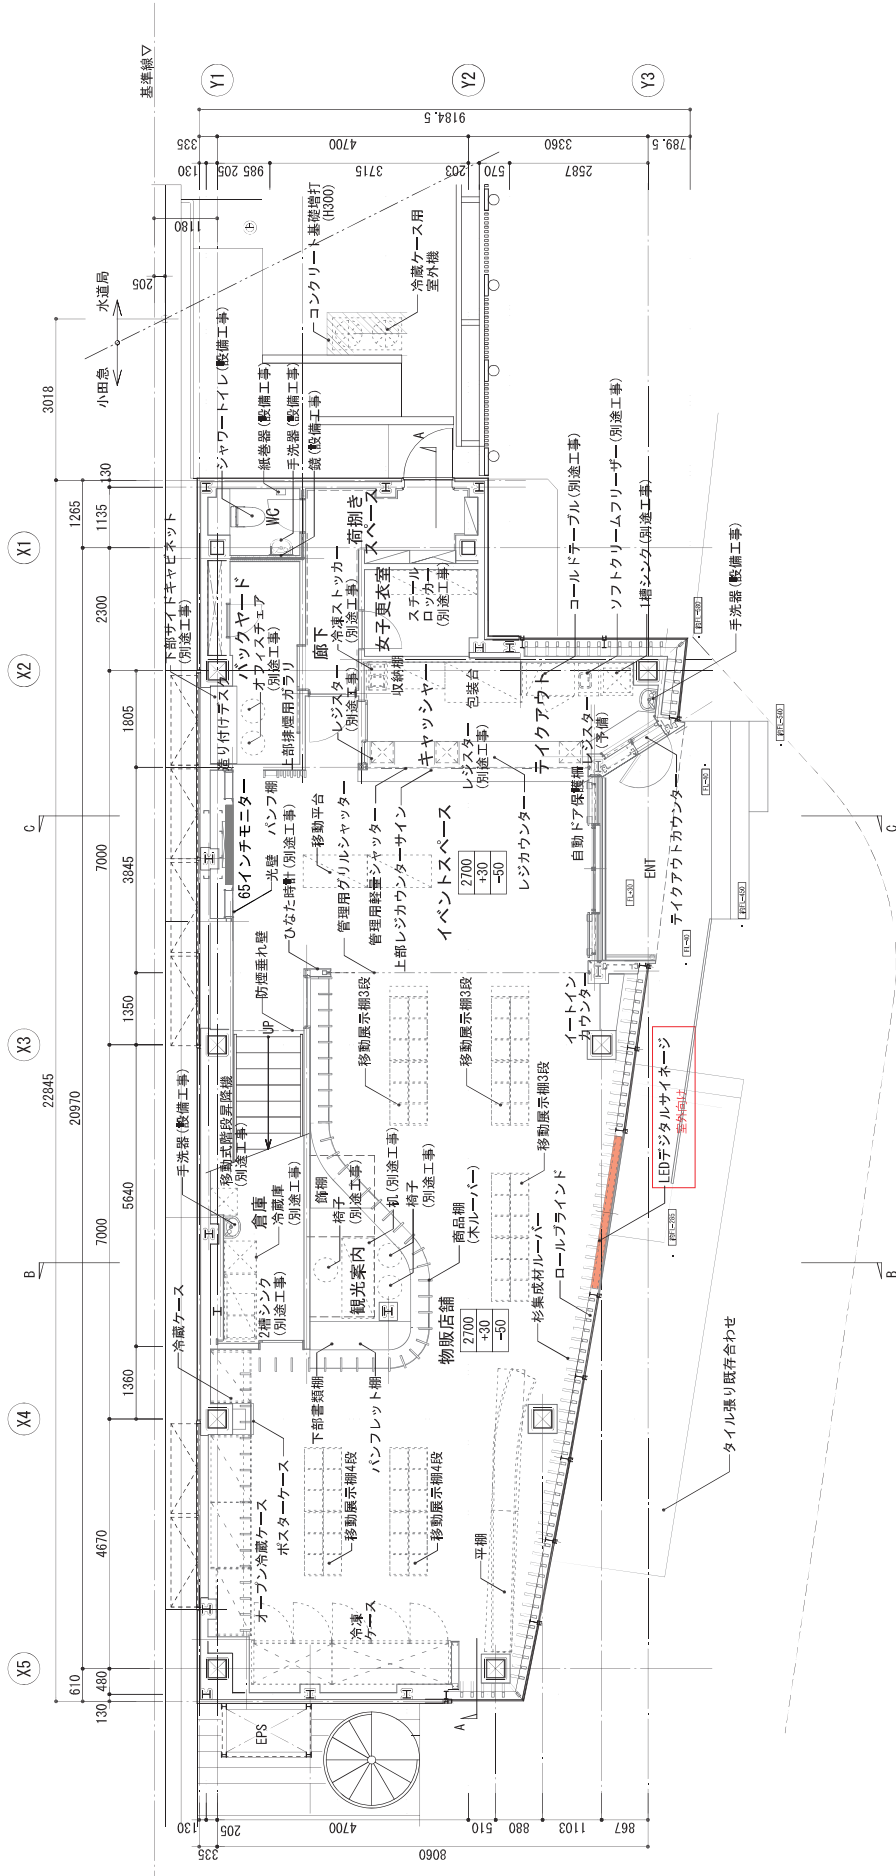 基準線▽
Y1
Y2
Y3
9184.5
335
4700
3360
789.5
130
205
985
3715
203
570
2587
1180
205
水道局
小田急
3018
コンクリート基礎増打
(H300)
冷蔵ケース用
室外機
シャワートイレ(設備工事)
紙巻器(設備工事)
手洗器(設備工事)
鏡(設備工事)
A
130
1265
1135
X1
2300
X2
1805
7000
3845
1350
X3
22845
20970
5640
7000
1360
X4
4670
X5
610
480
130
C
C
B
B
下部サイドキャビネット
(別途工事)
WC
荷捌き
スペース
バックヤード
造り付けデスク
オフィスチェア
(別途工事)
上部排煙用ガラリ
廊下
冷凍ストッカー
(別途工事)
レジスター
(別途工事)
女子更衣室
スチール
ロッカー
(別途工事)
収納棚
キャッシャー
包装台
レジスター
(別途工事)
テイクアウト
レジスター
(予備)
コールドテーブル(別途工事)
ソフトクリームフリーザー(別途工事)
1槽シンク(別途工事)
手洗器(設備工事)
65インチモニター
光壁
パンフ棚
ひなた時計(別途工事)
移動平台
管理用グリルシャッター
管理用軽量シャッター
上部レジカウンターサイン
イベントスペース
2700
+30
-50
レジカウンター
自動ドア保護柵
ENT
テイクアウトカウンター
FL+30
FL-40
FL-40
防煙垂れ壁
UP
移動展示棚3段
移動展示棚3段
移動展示棚3段
イートイン
カウンター
LEDデジタルサイネージ
室外向け
手洗器(設備工事)
移動式階段昇降機
(別途工事)
倉庫
冷蔵庫
(別途工事)
2槽シンク
(別途工事)
冷蔵ケース
飾棚
椅子
(別途工事)
観光案内
机(別途工事)
椅子
(別途工事)
商品棚
(木ルーバー)
物販店舗
2700
+30
-50
杉集成材ルーバー
ロールブラインド
タイル張り既存合わせ
下部書類棚
パンフレット棚
ポスターケース
オープン冷蔵ケース
移動展示棚4段
移動展示棚4段
平棚
冷凍
ケース
A
EPS
130
335
205
4700
8060
510
880
1103
867